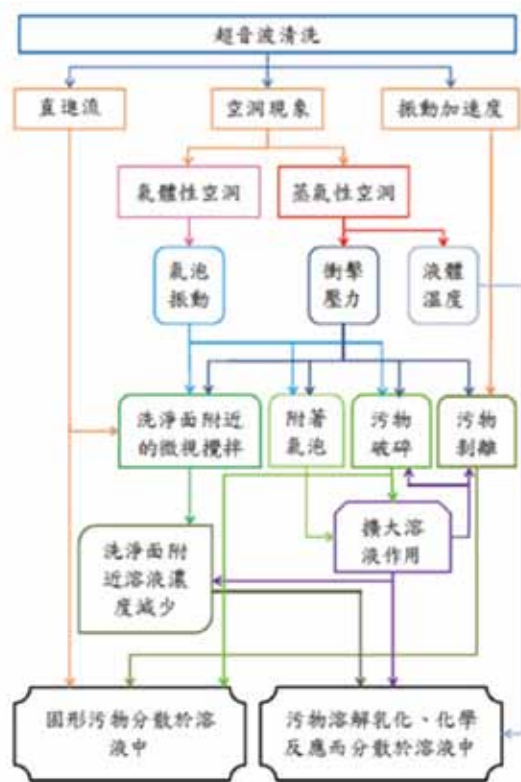 超音波清洗
直進流
空洞現象
振動加速度
氣體性空洞
蒸氣性空洞
氣泡
振動
衝擊
壓力
液體
溫度
洗淨面附近
的微視攪拌
附著
氣泡
污物
破碎
污物
剝離
洗淨面附
近溶液濃
度減少
擴大溶
液作用
固形污物分散於溶
液中
污物溶解乳化、化學
反應而分散於溶液中